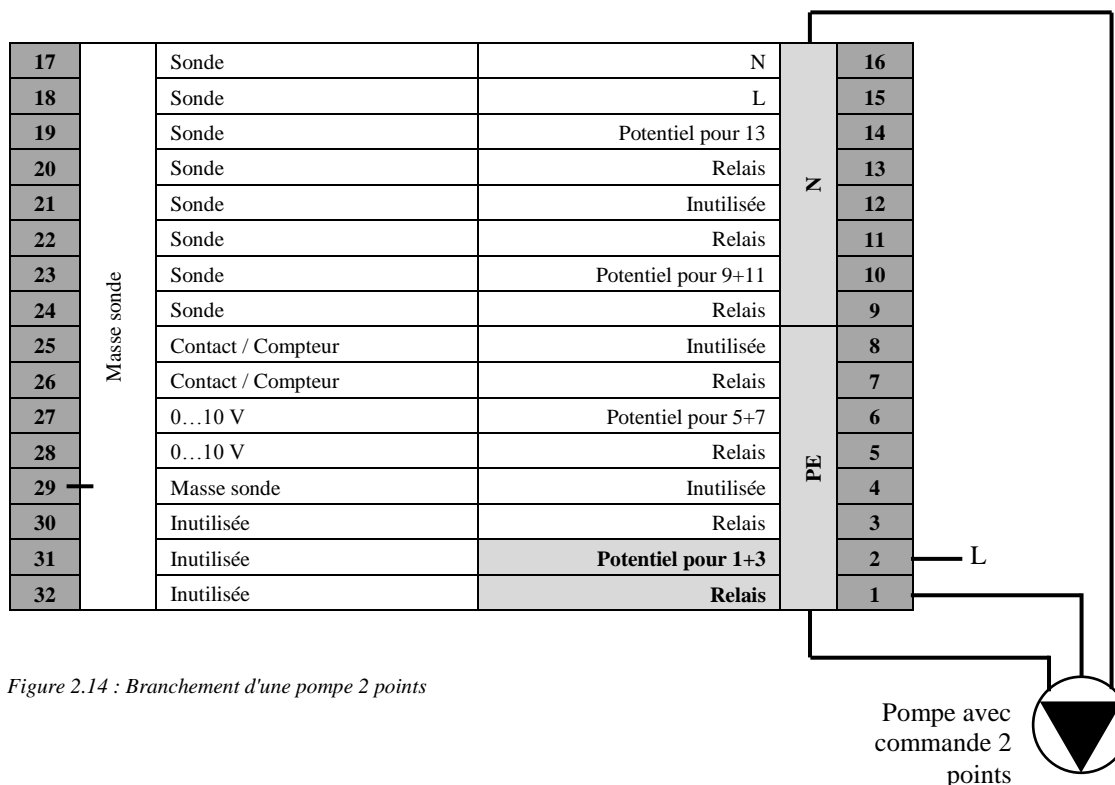 17 Sonde N 16
18 Sonde L 15
19 Sonde Potentiel pour 13 14
20 Sonde Relais 13
21 Sonde Inutilisée 12
22 Sonde Relais 11
23 Sonde Potentiel pour 9+11 10
24 Sonde Relais 9
25 Contact / Compteur Inutilisée 8
26 Contact / Compteur Relais 7
27 0…10 V Potentiel pour 5+7 6
28 0…10 V Relais 5
29 Masse sonde Inutilisée 4
30 Inutilisée Relais 3
31 Inutilisée Potentiel pour 1+3 2 L
32 Inutilisée Relais 1
Masse sonde
N
PE
Figure 2.14 : Branchement d'une pompe 2 points
Pompe avec
commande 2
points